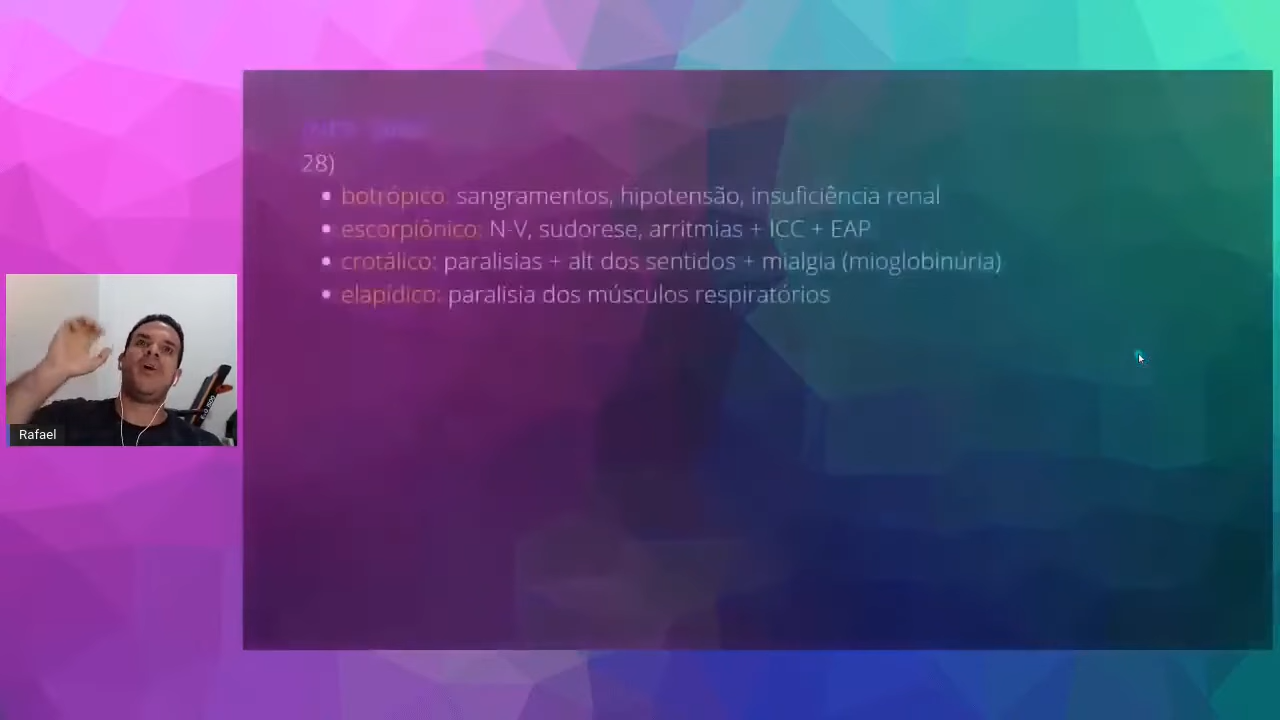 28)
• botrópico: sangramentos, hipotensão, insuficiência renal
• escorpiônico: N-V, sudorese, arritmias + ICC + EAP
• crotálico: paralisias + alt dos sentidos + mialgia (mioglobinúria)
• elapídico: paralisia dos músculos respiratórios
Rafael